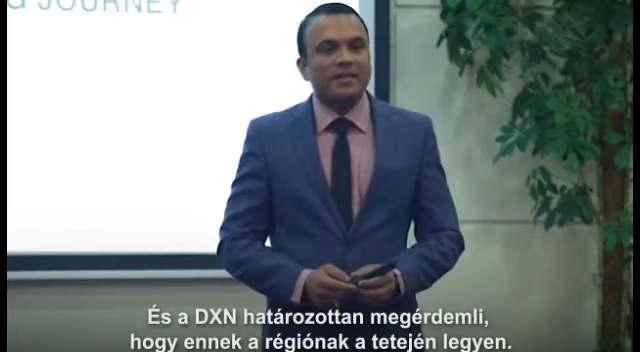 G JOURNEY
És a DXN határozottan megérdemli,
hogy ennek a régiónak a tetején legyen.